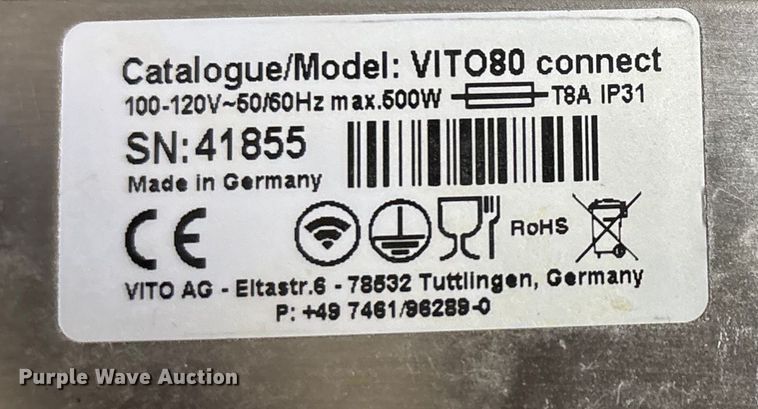 Catalogue/Model: VITO80 connect
100-120V~50/60Hz max.500W T8A IP31
SN: 41855
Made in Germany
CE RoHS
VITO AG - Eltastr.6 - 78532 Tuttlingen, Germany
P: +49 7461/96289-0
Purple Wave Auction